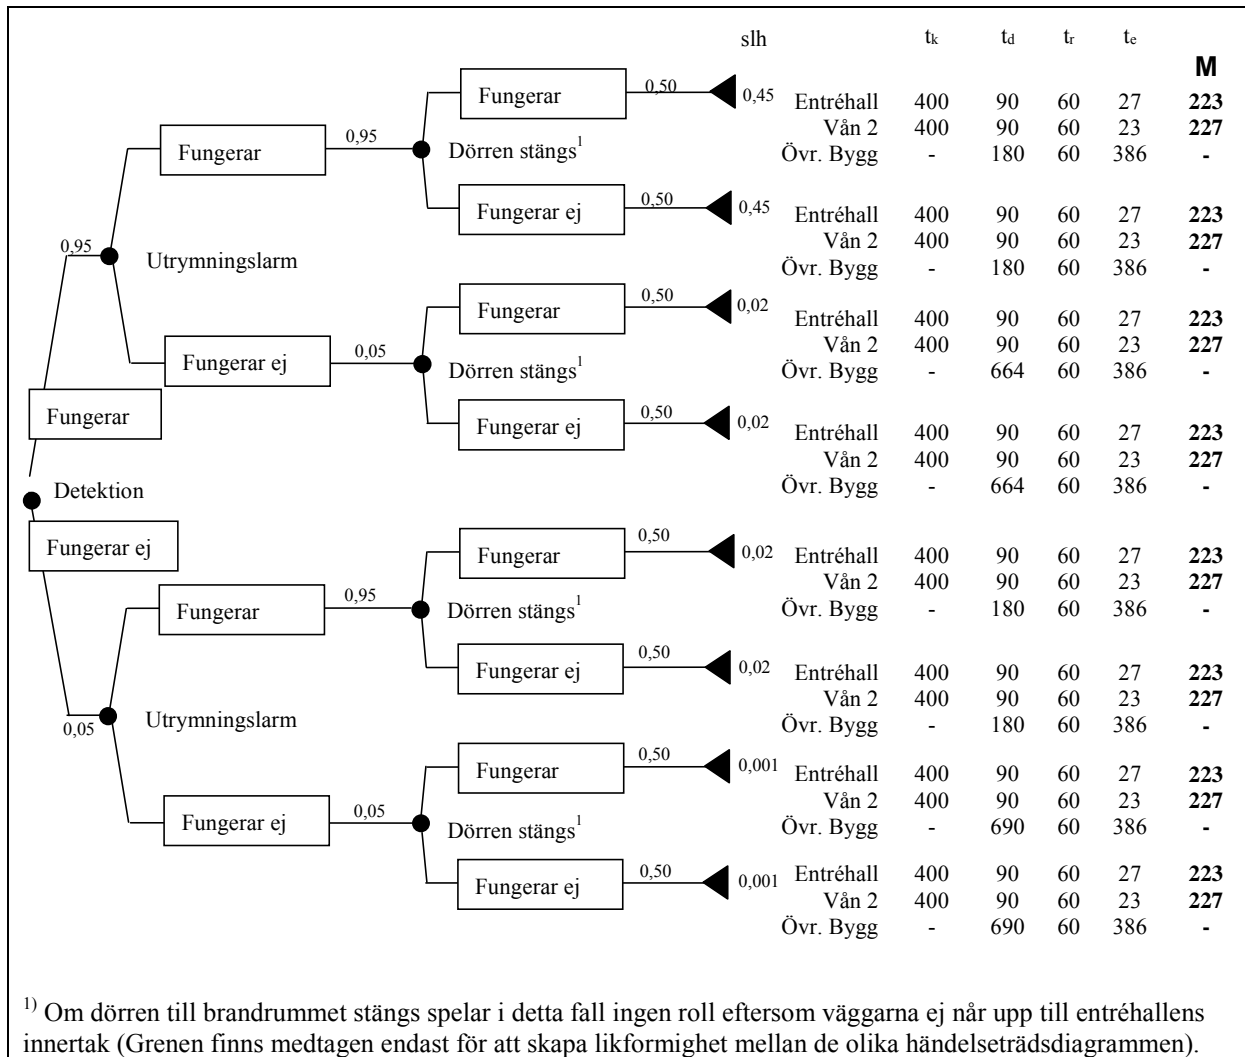 slh tk td tr te
M
Fungerar 0,50 0,45
Entréhall 400 90 60 27 223
Fungerar 0,95 Dörren stängs1
Vån 2 400 90 60 23 227
Övr. Bygg - 180 60 386 -
Fungerar ej 0,50 0,45
Entréhall 400 90 60 27 223
0,95 Utrymningslarm
Vån 2 400 90 60 23 227
Övr. Bygg - 180 60 386 -
Fungerar 0,50 0,02
Entréhall 400 90 60 27 223
Fungerar ej 0,05 Dörren stängs1
Vån 2 400 90 60 23 227
Övr. Bygg - 664 60 386 -
Fungerar
Fungerar ej 0,50 0,02
Entréhall 400 90 60 27 223
Vån 2 400 90 60 23 227
Övr. Bygg - 664 60 386 -
Detektion
Fungerar ej
Fungerar 0,50 0,02
Entréhall 400 90 60 27 223
Vån 2 400 90 60 23 227
Fungerar 0,95 Dörren stängs1
Övr. Bygg - 180 60 386 -
Fungerar ej 0,50 0,02
Entréhall 400 90 60 27 223
Vån 2 400 90 60 23 227
0,05 Utrymningslarm
Övr. Bygg - 180 60 386 -
Fungerar 0,50 0,001
Entréhall 400 90 60 27 223
Vån 2 400 90 60 23 227
Fungerar ej 0,05 Dörren stängs1
Övr. Bygg - 690 60 386 -
Fungerar ej 0,50 0,001
Entréhall 400 90 60 27 223
Vån 2 400 90 60 23 227
Övr. Bygg - 690 60 386 -
1) Om dörren till brandrummet stängs spelar i detta fall ingen roll eftersom väggarna ej når upp till entréhallens
innertak (Grenen finns medtagen endast för att skapa likformighet mellan de olika händelseträdsdiagrammen).